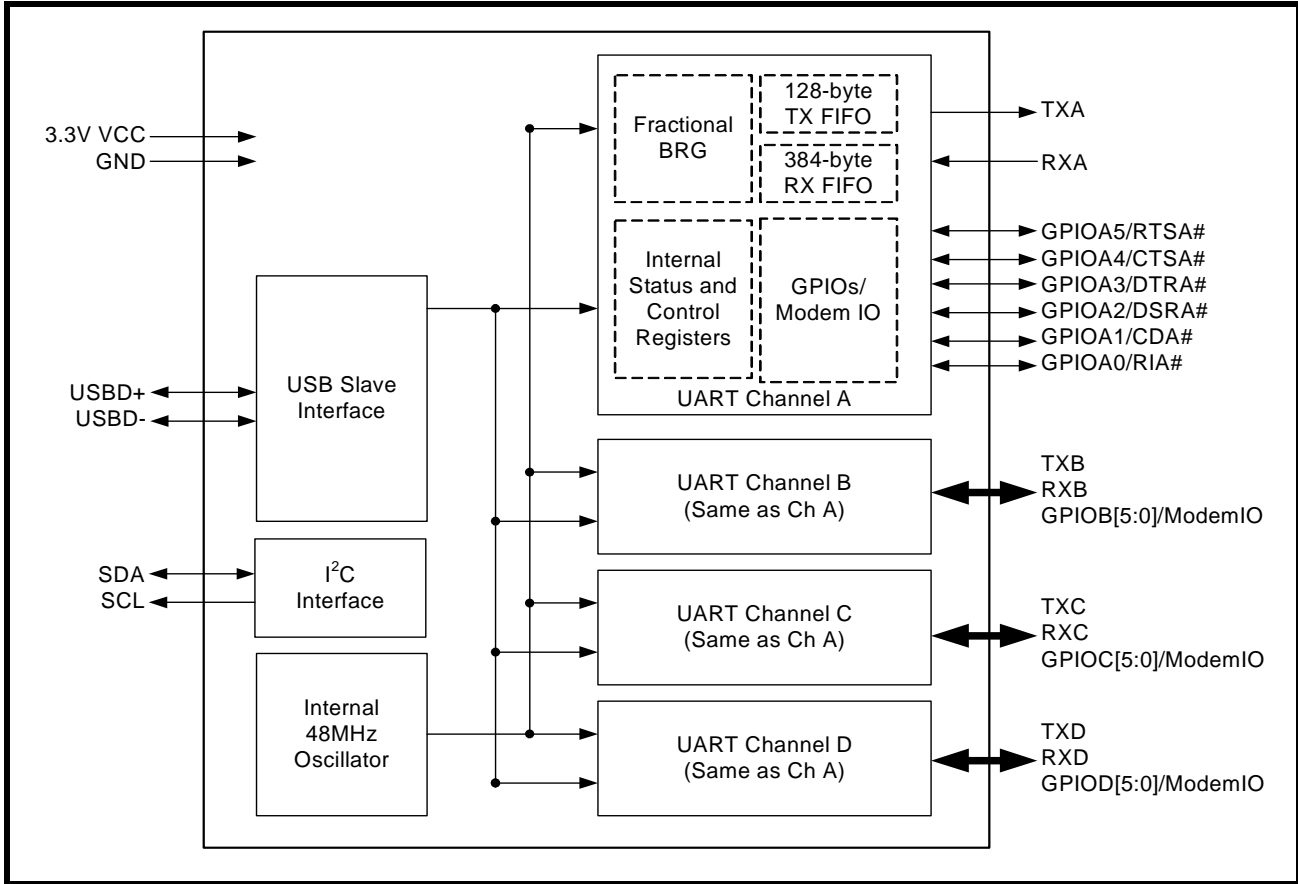 3.3V VCC
GND
USBD+
USBD-
SDA
SCL
USB Slave
Interface
I2C
Interface
Internal
48MHz
Oscillator
Fractional
BRG
128-byte
TX FIFO
384-byte
RX FIFO
Internal
Status and
Control
Registers
GPIOs/
Modem IO
UART Channel A
UART Channel B
(Same as Ch A)
UART Channel C
(Same as Ch A)
UART Channel D
(Same as Ch A)
TXA
RXA
GPIOA5/RTSA#
GPIOA4/CTSA#
GPIOA3/DTRA#
GPIOA2/DSRA#
GPIOA1/CDA#
GPIOA0/RIA#
TXB
RXB
GPIOB[5:0]/ModemIO
TXC
RXC
GPIOC[5:0]/ModemIO
TXD
RXD
GPIOD[5:0]/ModemIO